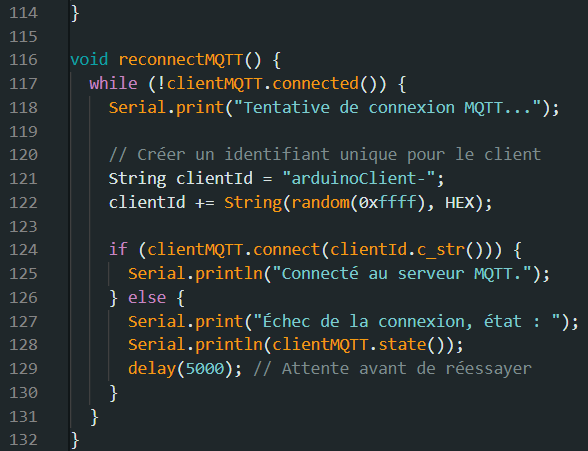 114 }
115
116 void reconnectMQTT() {
117   while (!clientMQTT.connected()) {
118     Serial.print("Tentative de connexion MQTT...");
119
120     // Créer un identifiant unique pour le client
121     String clientId = "arduinoClient-";
122     clientId += String(random(0xffff), HEX);
123
124     if (clientMQTT.connect(clientId.c_str())) {
125       Serial.println("Connecté au serveur MQTT.");
126     } else {
127       Serial.print("Échec de la connexion, état : ");
128       Serial.println(clientMQTT.state());
129       delay(5000); // Attente avant de réessayer
130     }
131   }
132 }